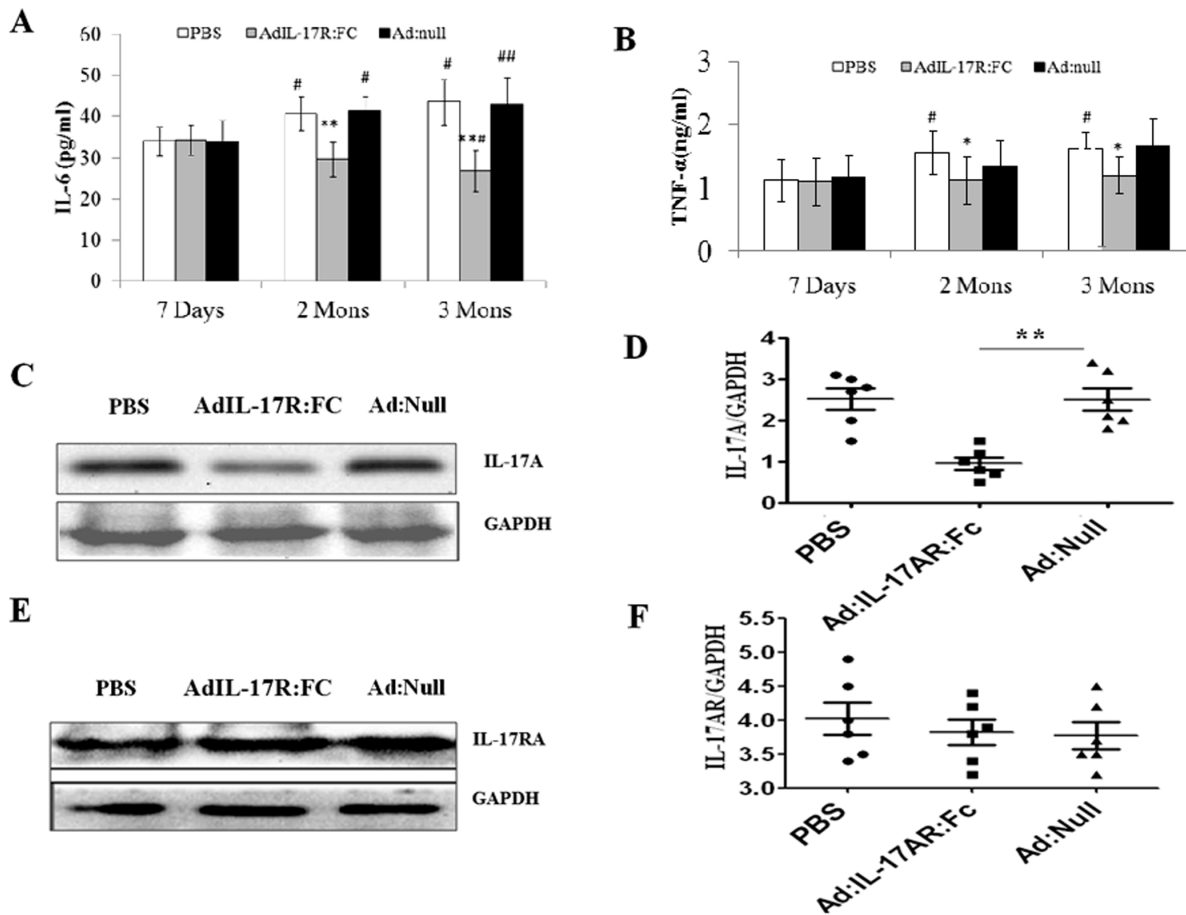 A
PBS AdIL-17R:FC Ad:null
IL-6 (pg/ml)
60
50
40
30
20
10
0
# ** #
# **# ##
7 Days 2 Mons 3 Mons
B
PBS AdIL-17R:FC Ad:null
TNF-α(ng/ml)
3
2
1
0
# *
# *
7 Days 2 Mons 3 Mons
C
PBS AdIL-17R:FC Ad:Null
IL-17A
GAPDH
D
IL-17A/GAPDH
4
3
2
1
0
**
PBS Ad:IL-17AR:Fc Ad:Null
E
PBS AdIL-17R:FC Ad:Null
IL-17RA
GAPDH
F
IL-17AR/GAPDH
5.5
5.0
4.5
4.0
3.5
3.0
PBS Ad:IL-17AR:Fc Ad:Null